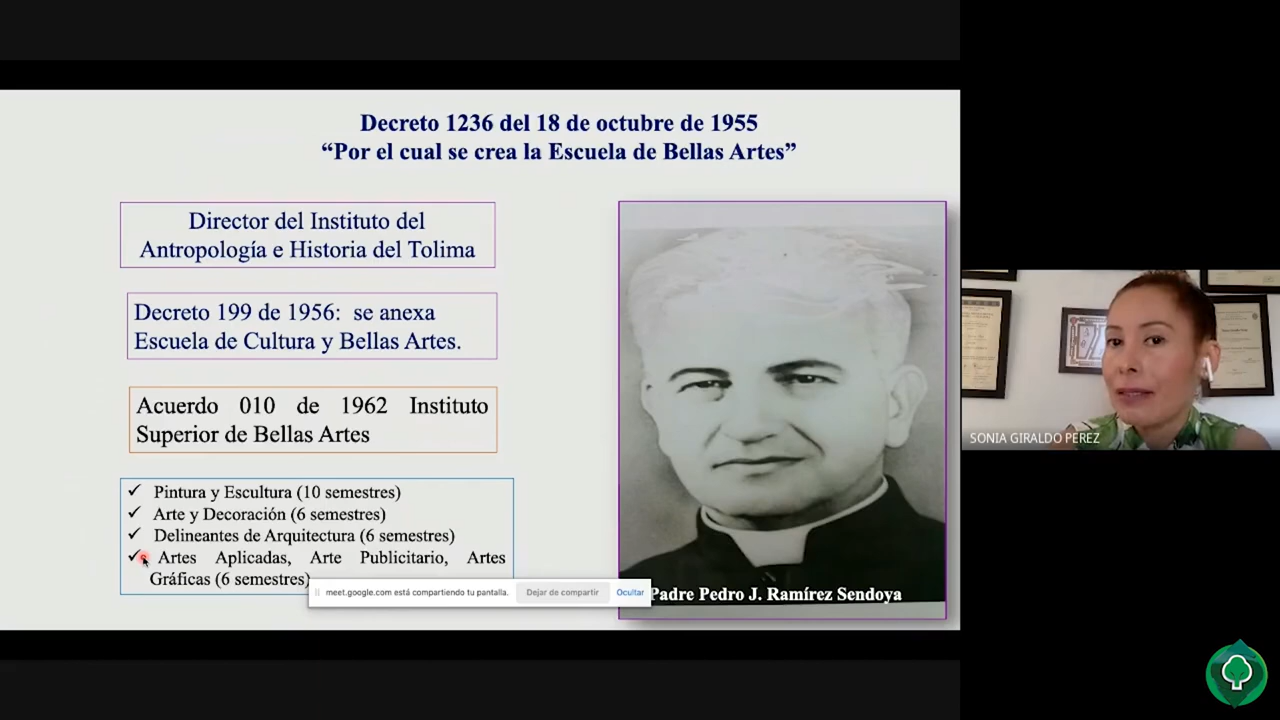 Decreto 1236 del 18 de octubre de 1955
“Por el cual se crea la Escuela de Bellas Artes”
Director del Instituto del
Antropología e Historia del Tolima
Decreto 199 de 1956: se anexa
Escuela de Cultura y Bellas Artes.
Acuerdo 010 de 1962 Instituto
Superior de Bellas Artes
✓ Pintura y Escultura (10 semestres)
✓ Arte y Decoración (6 semestres)
✓ Delineantes de Arquitectura (6 semestres)
✓ Artes Aplicadas, Arte Publicitario, Artes
Gráficas (6 semestres)
meet.google.com está compartiendo tu pantalla. Dejar de compartir Ocultar
Padre Pedro J. Ramírez Sendoya
SONIA GIRALDO PEREZ